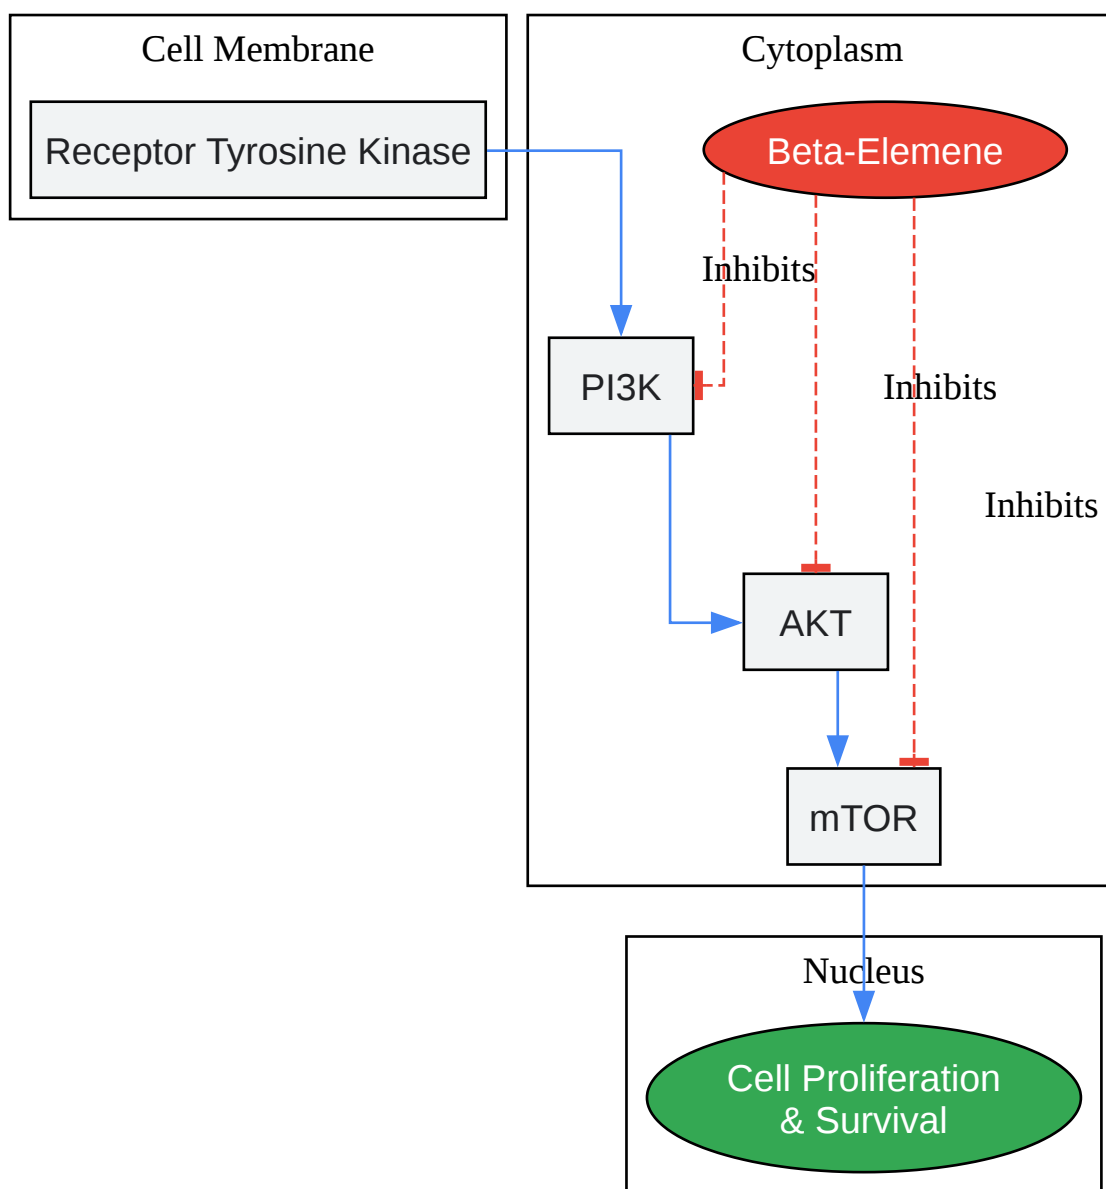 Cell Membrane
Receptor Tyrosine Kinase
Cytoplasm
Beta-Elemene
Inhibits
PI3K
Inhibits
Inhibits
AKT
mTOR
Nucleus
Cell Proliferation
& Survival